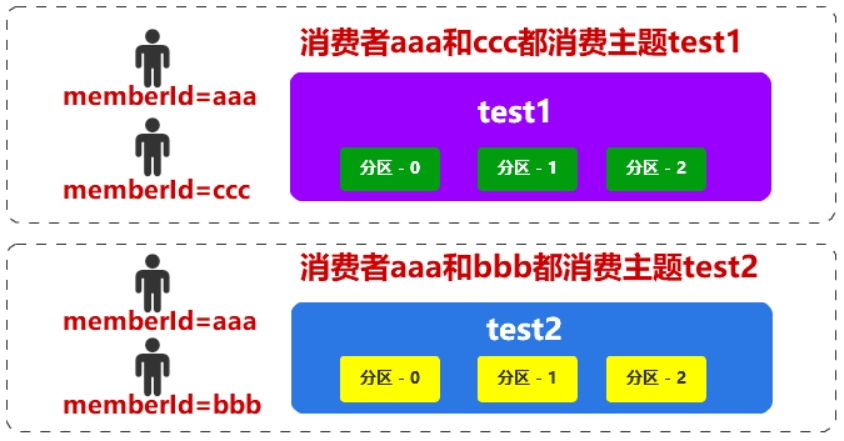 消费者aaa和ccc都消费主题test1
memberId=aaa
test1
分区 - 0
分区 - 1
分区 - 2
memberId=ccc
消费者aaa和bbb都消费主题test2
memberId=aaa
test2
分区 - 0
分区 - 1
分区 - 2
memberId=bbb